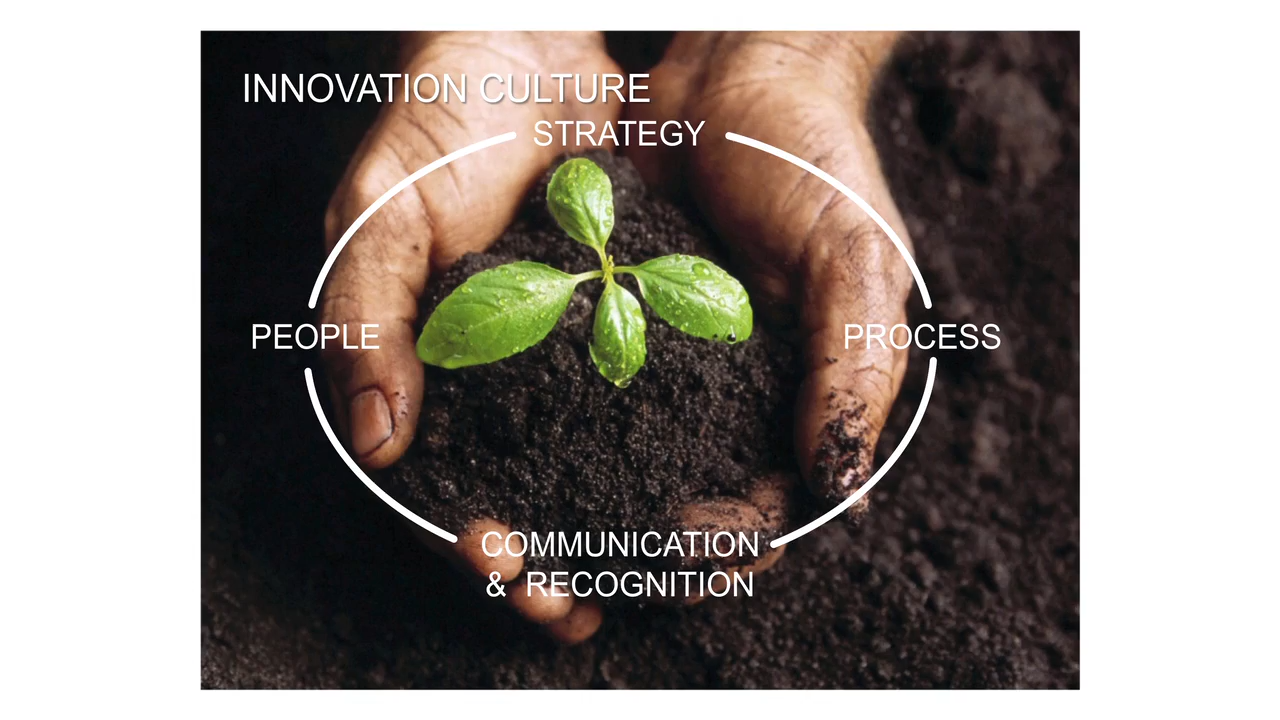 INNOVATION CULTURE
STRATEGY
PEOPLE
PROCESS
COMMUNICATION
& RECOGNITION